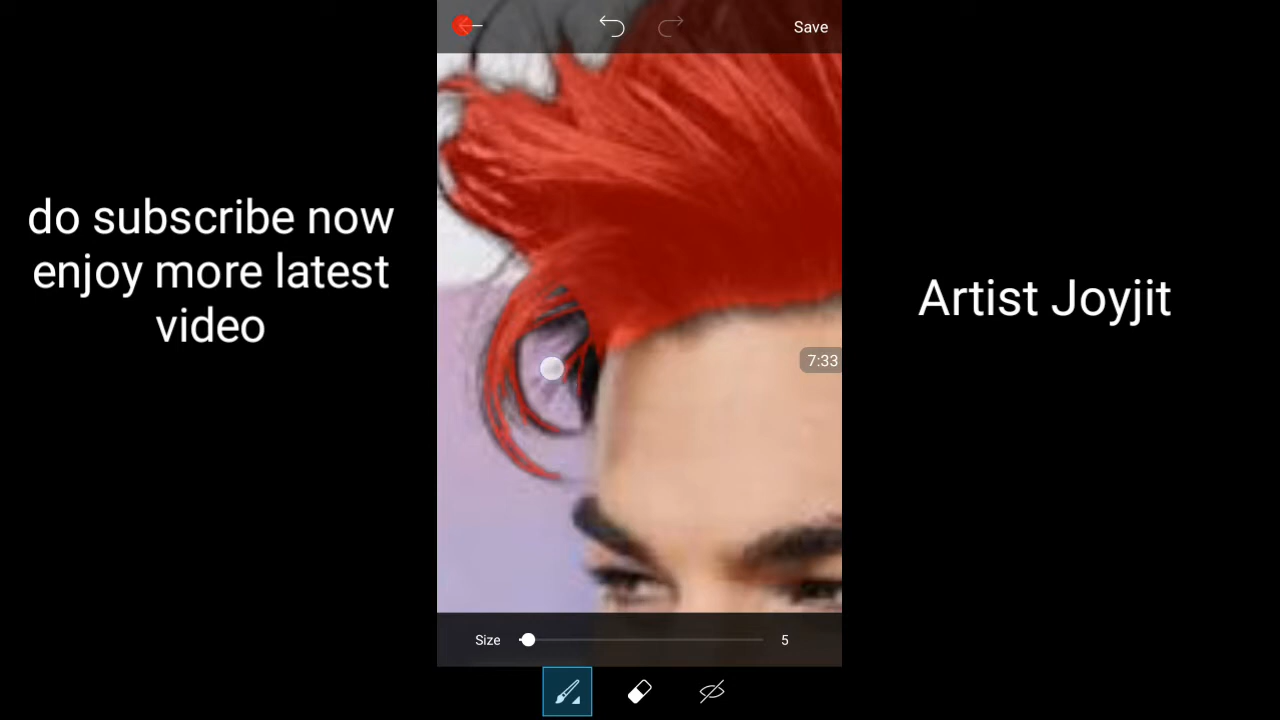 Save
do subscribe now
enjoy more latest
video
Artist Joyjit
7:33
Size
5